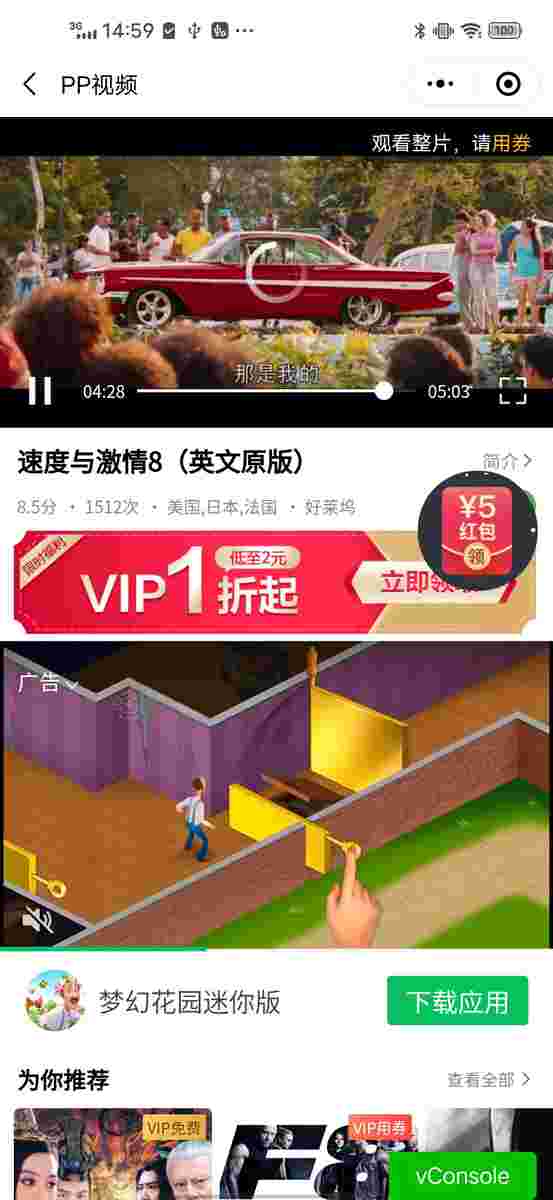 3G 14:59 100
PP视频
观看整片，请用券
那是我的
04:28 05:03
速度与激情8（英文原版） 简介
8.5分 · 1512次 · 美国,日本,法国 · 好莱坞
¥5
红包
领
限时福利
VIP1折起
低至2元
立即领
广告
梦幻花园迷你版
下载应用
为你推荐 查看全部
VIP免费
VIP用券
F8
vConsole